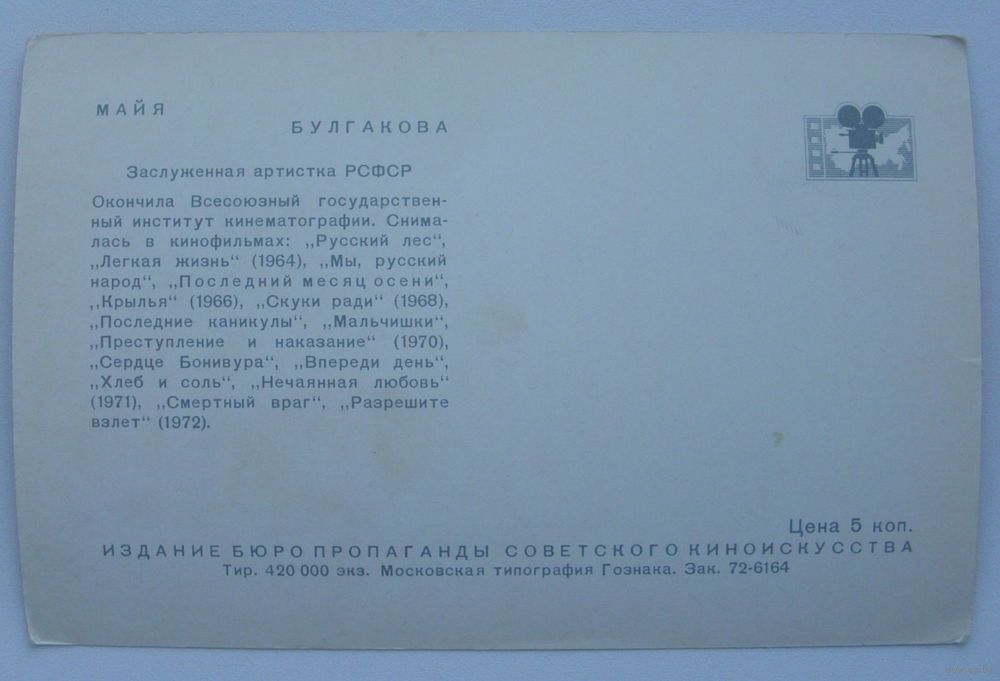 МАЙЯ
БУЛГАКОВА
Заслуженная артистка РСФСР
Окончила Всесоюзный государствен-
ный институт кинематографии. Снима-
лась в кинофильмах: „Русский лес“,
„Легкая жизнь“ (1964), „Мы, русский
народ“, „Последний месяц осени“,
„Крылья“ (1966), „Скуки ради“ (1968),
„Последние каникулы“, „Мальчишки“,
„Преступление и наказание“ (1970),
„Сердце Бонивура“, „Впереди день“,
„Хлеб и соль“, „Нечаянная любовь“
(1971), „Смертный враг“, „Разрешите
взлет“ (1972).
Цена 5 коп.
ИЗДАНИЕ БЮРО ПРОПАГАНДЫ СОВЕТСКОГО КИНОИСКУССТВА
Тир. 420 000 экз. Московская типография Гознака. Зак. 72-6164